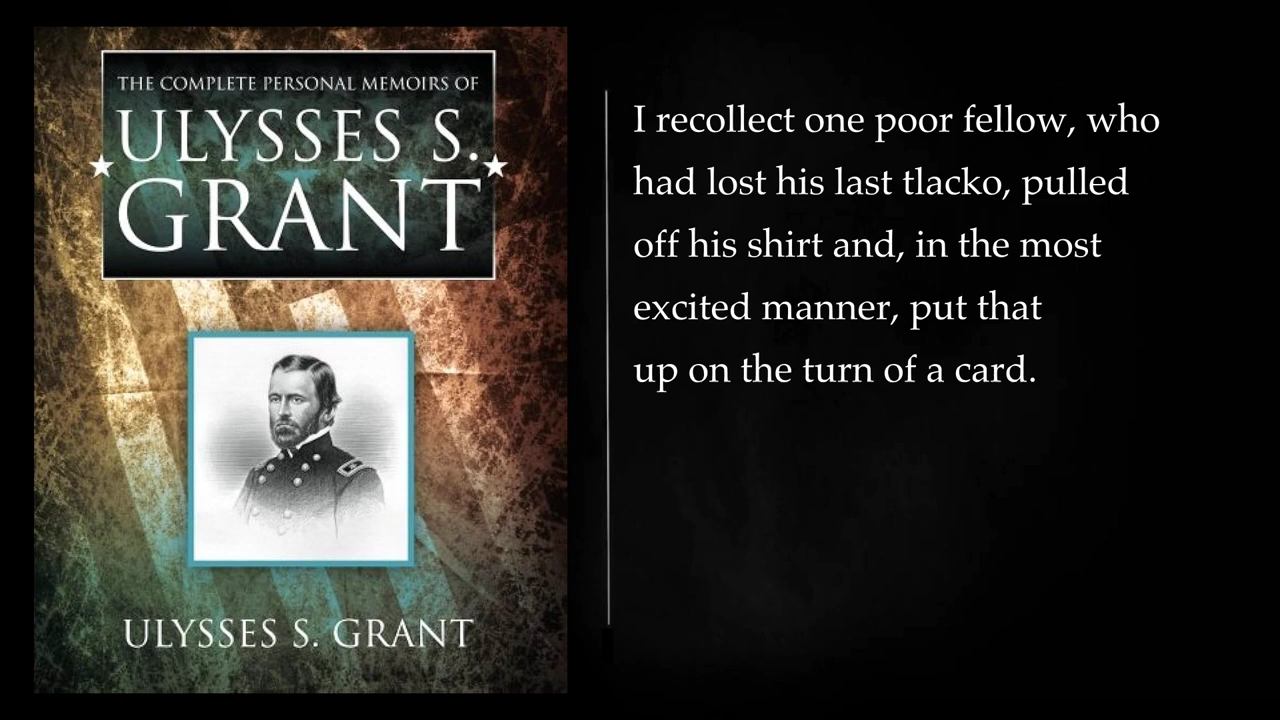 THE COMPLETE PERSONAL MEMOIRS OF
ULYSSES S.
GRANT
ULYSSES S. GRANT
I recollect one poor fellow, who
had lost his last tlacko, pulled
off his shirt and, in the most
excited manner, put that
up on the turn of a card.